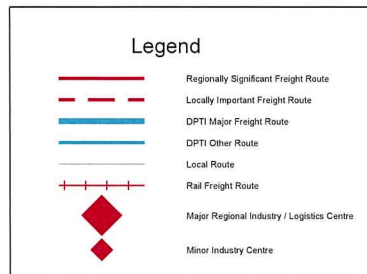 Legend
Regionally Significant Freight Route
Locally Important Freight Route
DPTI Major Freight Route
DPTI Other Route
Local Route
Rail Freight Route
Major Regional Industry / Logistics Centre
Minor Industry Centre